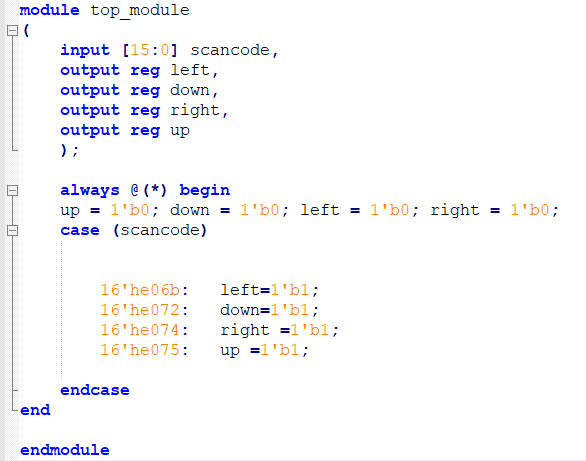 module top_module
(
    input [15:0] scancode,
    output reg left,
    output reg down,
    output reg right,
    output reg up
    );
    always @(*) begin
    up = 1'b0; down = 1'b0; left = 1'b0; right = 1'b0;
    case (scancode)
        16'he06b:   left=1'b1;
        16'he072:   down=1'b1;
        16'he074:   right =1'b1;
        16'he075:   up =1'b1;
    endcase
end
endmodule